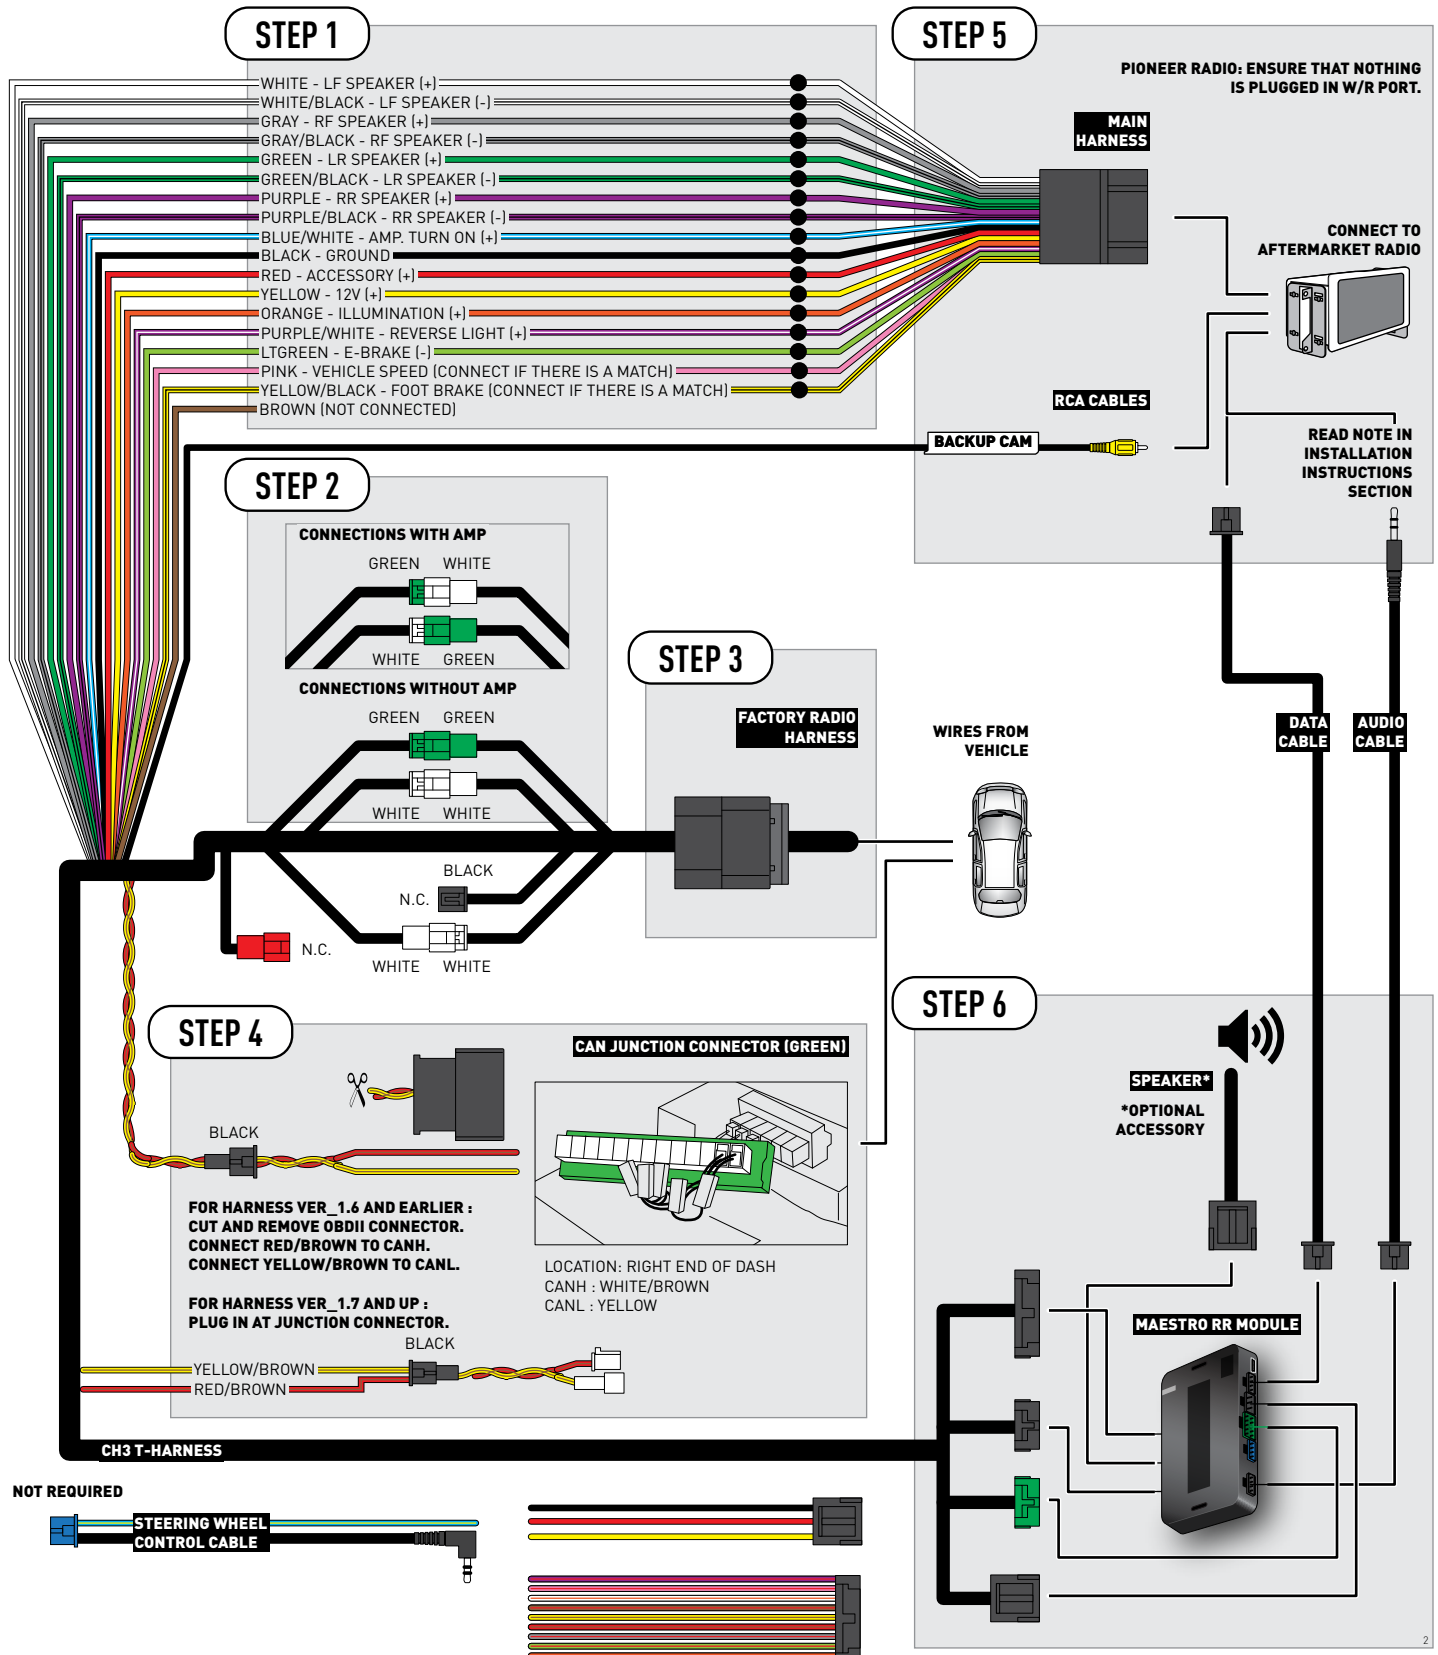 STEP 1
WHITE - LF SPEAKER (+)
WHITE/BLACK - LF SPEAKER (-)
GRAY - RF SPEAKER (+)
GRAY/BLACK - RF SPEAKER (-)
GREEN - LR SPEAKER (+)
GREEN/BLACK - LR SPEAKER (-)
PURPLE - RR SPEAKER (+)
PURPLE/BLACK - RR SPEAKER (-)
BLUE/WHITE - AMP. TURN ON (+)
BLACK - GROUND
RED - ACCESSORY (+)
YELLOW - 12V (+)
ORANGE - ILLUMINATION (+)
PURPLE/WHITE - REVERSE LIGHT (+)
LTGREEN - E-BRAKE (-)
PINK - VEHICLE SPEED (CONNECT IF THERE IS A MATCH)
YELLOW/BLACK - FOOT BRAKE (CONNECT IF THERE IS A MATCH)
BROWN (NOT CONNECTED)
STEP 5
PIONEER RADIO: ENSURE THAT NOTHING
IS PLUGGED IN W/R PORT.
MAIN
HARNESS
CONNECT TO
AFTERMARKET RADIO
RCA CABLES
BACKUP CAM
READ NOTE IN
INSTALLATION
INSTRUCTIONS
SECTION
STEP 2
CONNECTIONS WITH AMP
GREEN WHITE
WHITE GREEN
CONNECTIONS WITHOUT AMP
GREEN GREEN
WHITE WHITE
BLACK
N.C.
N.C.
WHITE WHITE
STEP 3
FACTORY RADIO
HARNESS
WIRES FROM
VEHICLE
DATA
CABLE
AUDIO
CABLE
STEP 4
CAN JUNCTION CONNECTOR (GREEN)
BLACK
FOR HARNESS VER_1.6 AND EARLIER :
CUT AND REMOVE OBDII CONNECTOR.
CONNECT RED/BROWN TO CANH.
CONNECT YELLOW/BROWN TO CANL.
FOR HARNESS VER_1.7 AND UP :
PLUG IN AT JUNCTION CONNECTOR.
LOCATION: RIGHT END OF DASH
CANH : WHITE/BROWN
CANL : YELLOW
BLACK
YELLOW/BROWN
RED/BROWN
CH3 T-HARNESS
STEP 6
SPEAKER*
*OPTIONAL
ACCESSORY
MAESTRO RR MODULE
NOT REQUIRED
STEERING WHEEL
CONTROL CABLE
2